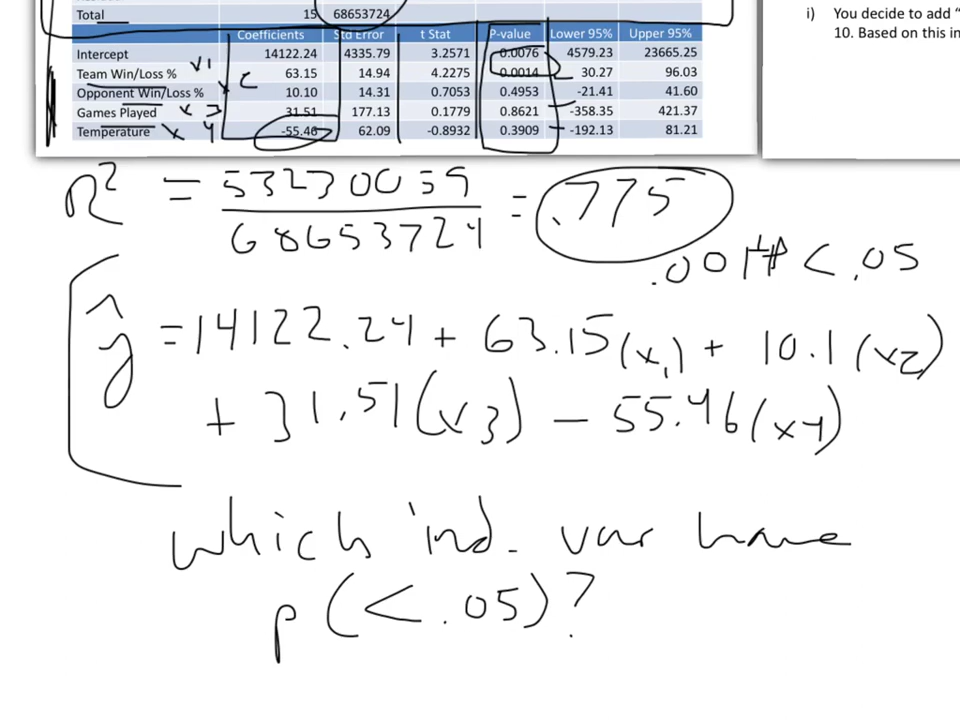 Total 15 68653724
i) You decide to add "
10. Based on this in
Coefficients Std Error t Stat P-value Lower 95% Upper 95%
Intercept 14122.24 4335.79 3.2571 0.0076 4579.23 23665.25
Team Win/Loss % 63.15 14.94 4.2275 0.0014 30.27 96.03
Opponent Win/Loss % 10.10 14.31 0.7053 0.4953 -21.41 41.60
Games Played x 3 31.51 177.13 0.1779 0.8621 -358.35 421.37
Temperature x 4 -55.46 62.09 -0.8932 0.3909 -192.13 81.21
R² = 53230059 / 68653724 = .775
< .05
ŷ = 14122.24 + 63.15 (x1) + 10.1 (x2)
+ 31.51 (x3) - 55.46 (x4)
which ind. var have
p (< .05)?